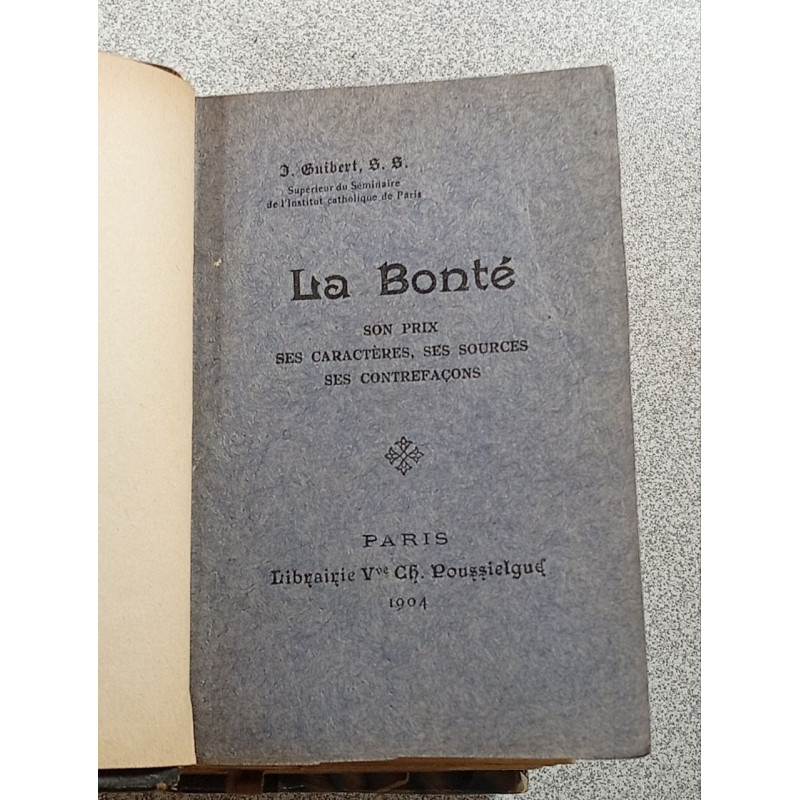 J. Guibert, S. S.
Supérieur du Séminaire
de l'Institut catholique de Paris
La Bonté
SON PRIX
SES CARACTÈRES, SES SOURCES
SES CONTREFAÇONS
PARIS
Librairie Vve Ch. Poussielgue
1904